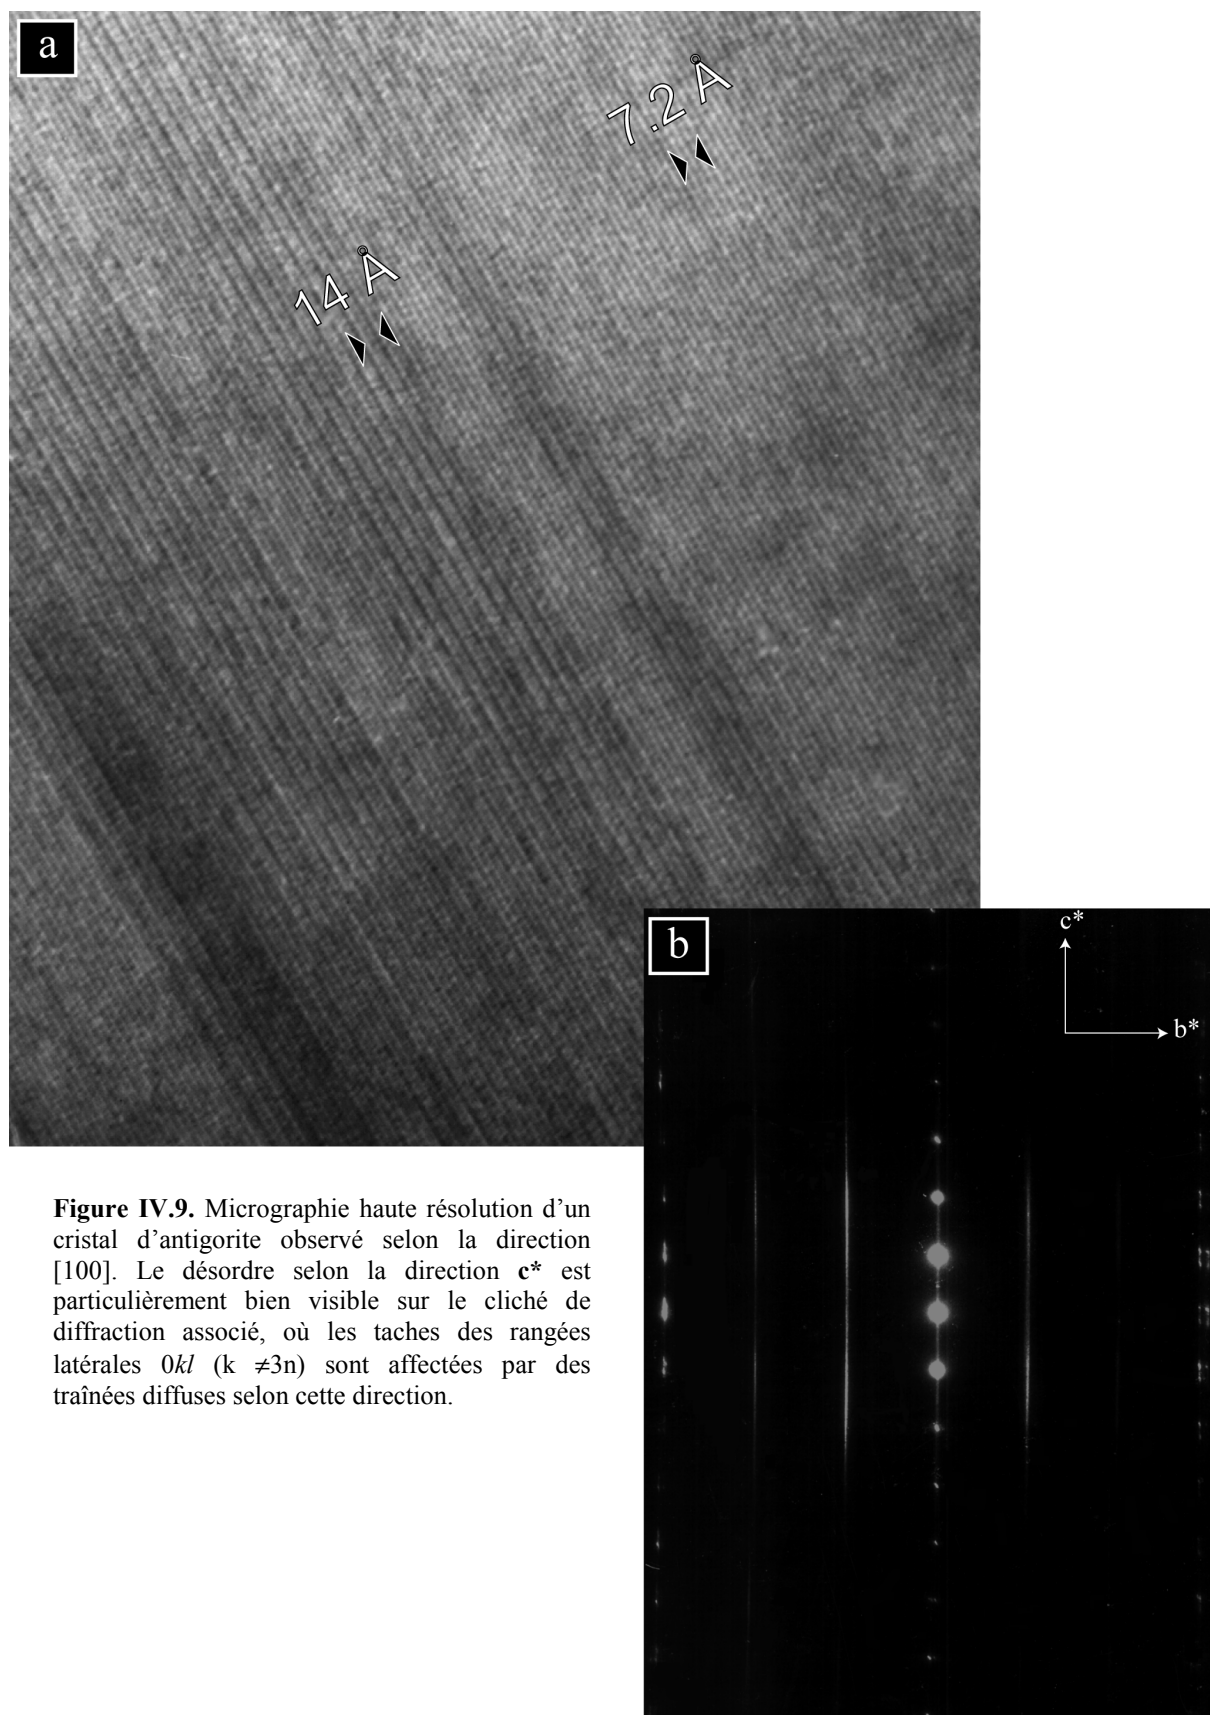 a
7.2 Å
14 Å
b
c*
b*
Figure IV.9. Micrographie haute résolution d’un
cristal d’antigorite observé selon la direction
[100]. Le désordre selon la direction c* est
particulièrement bien visible sur le cliché de
diffraction associé, où les taches des rangées
latérales 0kl (k ≠3n) sont affectées par des
traînées diffuses selon cette direction.